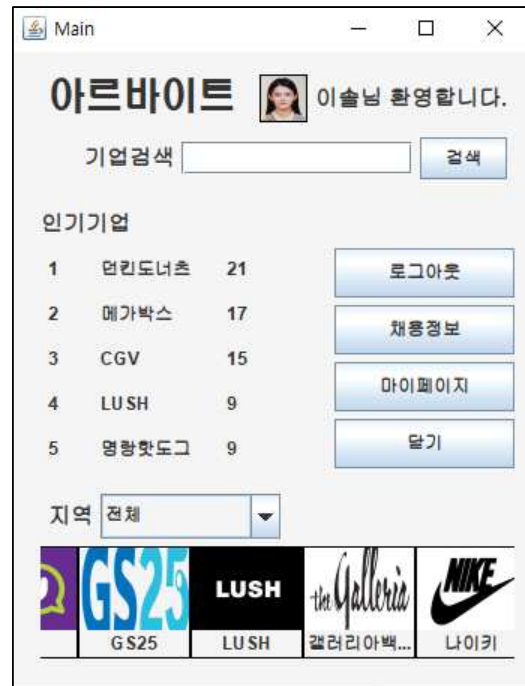 Main
아르바이트 이솔님 환영합니다.
기업검색 검색
인기기업
1 던킨도너츠 21
2 메가박스 17
3 CGV 15
4 LUSH 9
5 명랑핫도그 9
로그아웃
채용정보
마이페이지
닫기
지역 전체
GS25 LUSH the Galleria NIKE
GS25 LUSH 갤러리아백... 나이키